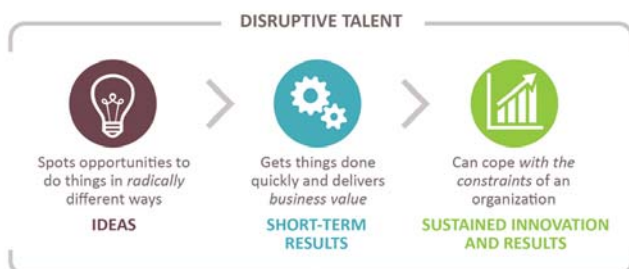 DISRUPTIVE TALENT
Spots opportunities to
do things in radically
different ways
IDEAS
Gets things done
quickly and delivers
business value
SHORT-TERM
RESULTS
Can cope with the
constraints of an
organization
SUSTAINED INNOVATION
AND RESULTS